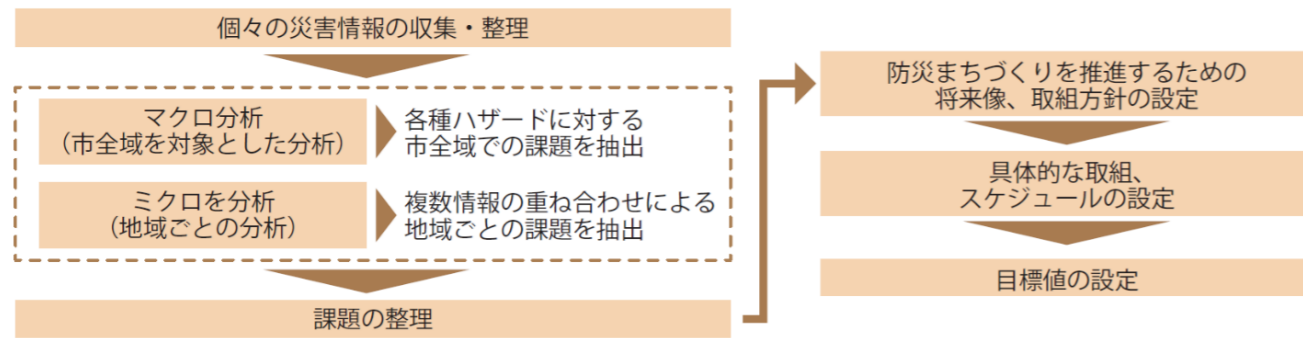 個々の災害情報の収集・整理
マクロ分析
（市全域を対象とした分析）
各種ハザードに対する
市全域での課題を抽出
ミクロを分析
（地域ごとの分析）
複数情報の重ね合わせによる
地域ごとの課題を抽出
課題の整理
防災まちづくりを推進するための
将来像、取組方針の設定
具体的な取組、
スケジュールの設定
目標値の設定